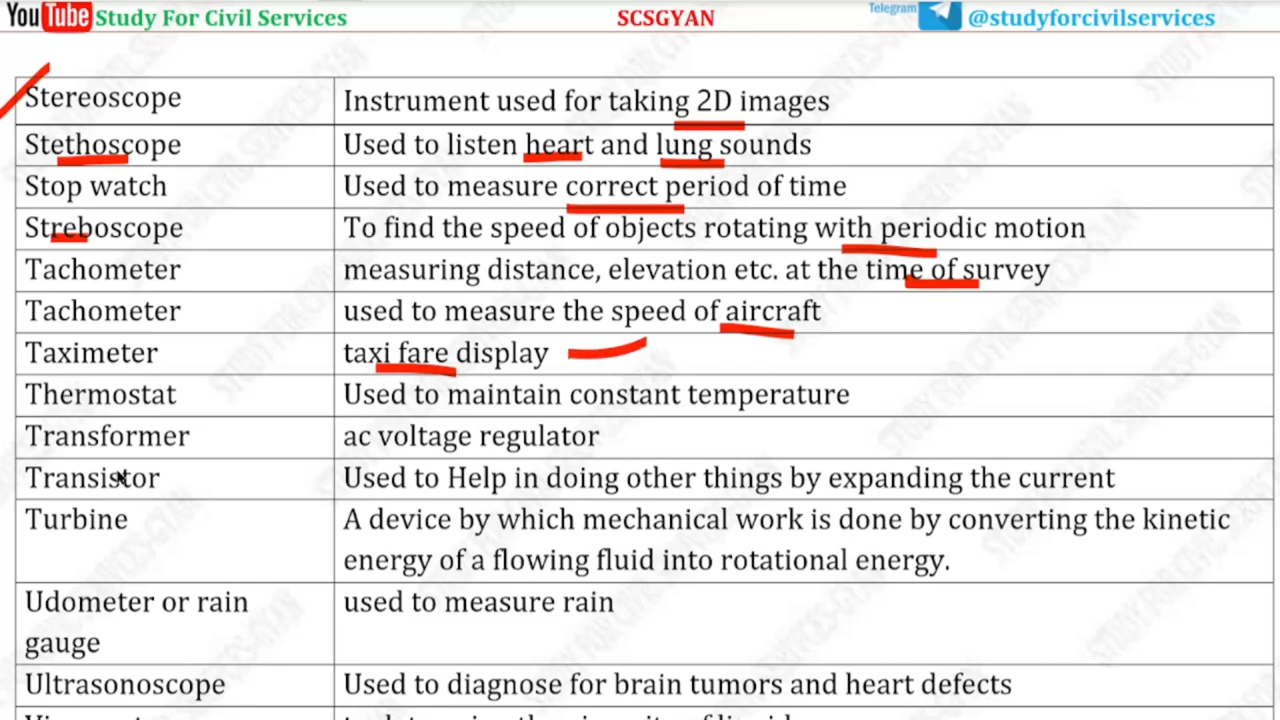 YouTube Study For Civil Services SCSGYAN Telegram @studyforcivilservices
Stereoscope Instrument used for taking 2D images
Stethoscope Used to listen heart and lung sounds
Stop watch Used to measure correct period of time
Streboscope To find the speed of objects rotating with periodic motion
Tachometer measuring distance, elevation etc. at the time of survey
Tachometer used to measure the speed of aircraft
Taximeter taxi fare display
Thermostat Used to maintain constant temperature
Transformer ac voltage regulator
Transistor Used to Help in doing other things by expanding the current
Turbine A device by which mechanical work is done by converting the kinetic
energy of a flowing fluid into rotational energy.
Udometer or rain used to measure rain
gauge
Ultrasonoscope Used to diagnose for brain tumors and heart defects